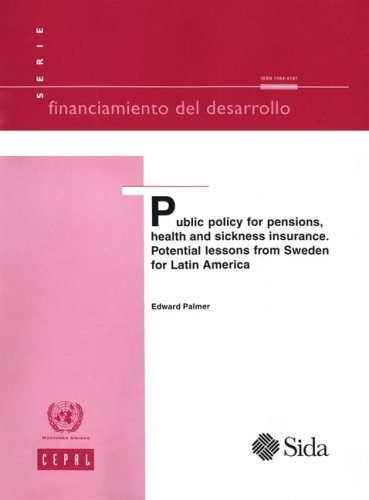 SERIE
ISSN 1564-4197
financiamiento del desarrollo
Public policy for pensions,
health and sickness insurance.
Potential lessons from Sweden
for Latin America
Edward Palmer
NACIONES UNIDAS
CEPAL
Sida